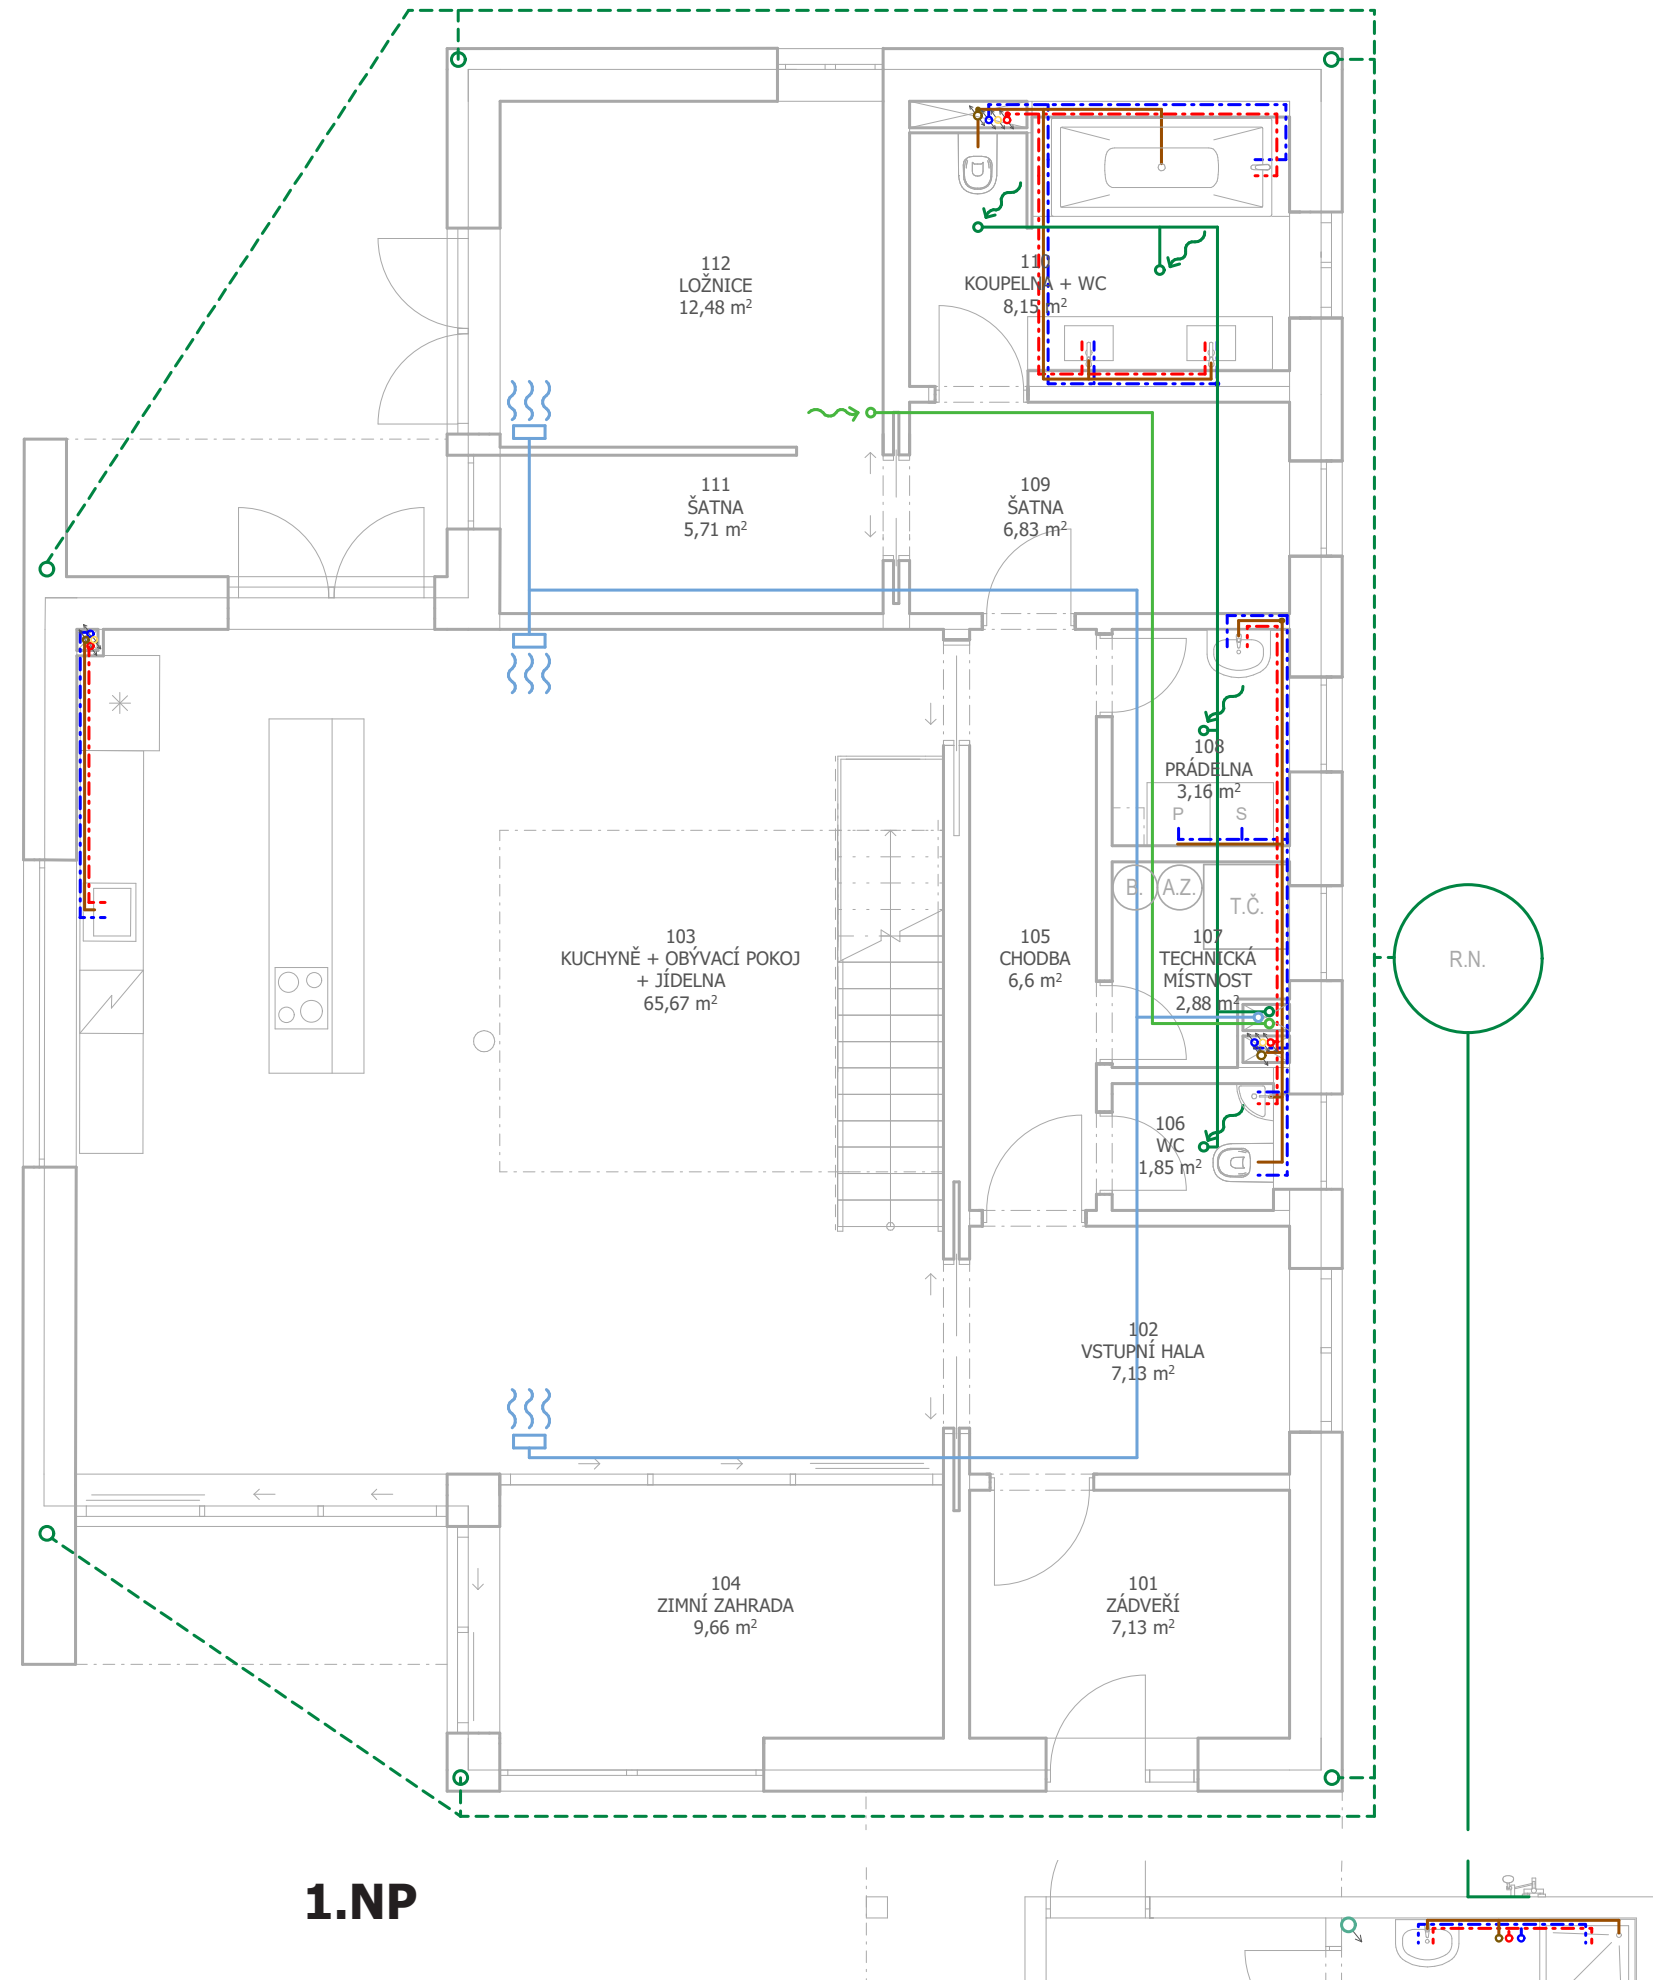 112
LOŽNICE
12,48 m²
110
KOUPELNA + WC
8,15 m²
111
ŠATNA
5,71 m²
109
ŠATNA
6,83 m²
108
PRÁDELNA
3,16 m²
P S
B. A.Z.
T.Č.
103
KUCHYNĚ + OBÝVACÍ POKOJ
+ JÍDELNA
65,67 m²
105
CHODBA
6,6 m²
107
TECHNICKÁ
MÍSTNOST
2,88 m²
R.N.
106
WC
1,85 m²
102
VSTUPNÍ HALA
7,13 m²
104
ZIMNÍ ZAHRADA
9,66 m²
101
ZÁDVEŘÍ
7,13 m²
1.NP